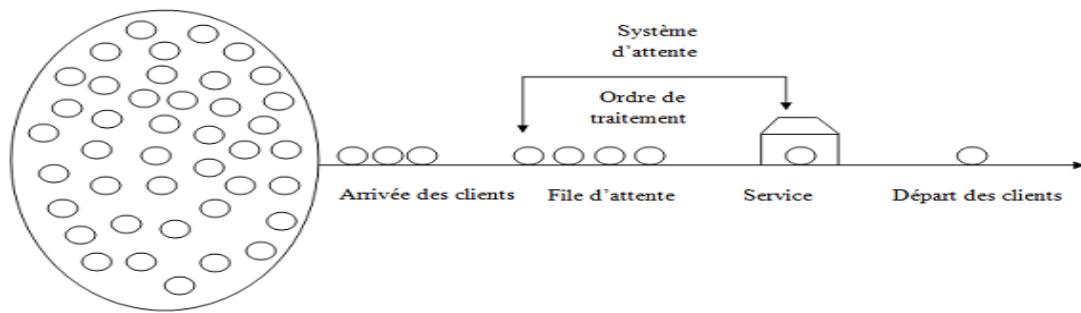 Système
d'attente
Ordre de
traitement
Arrivée des clients
File d'attente
Service
Départ des clients